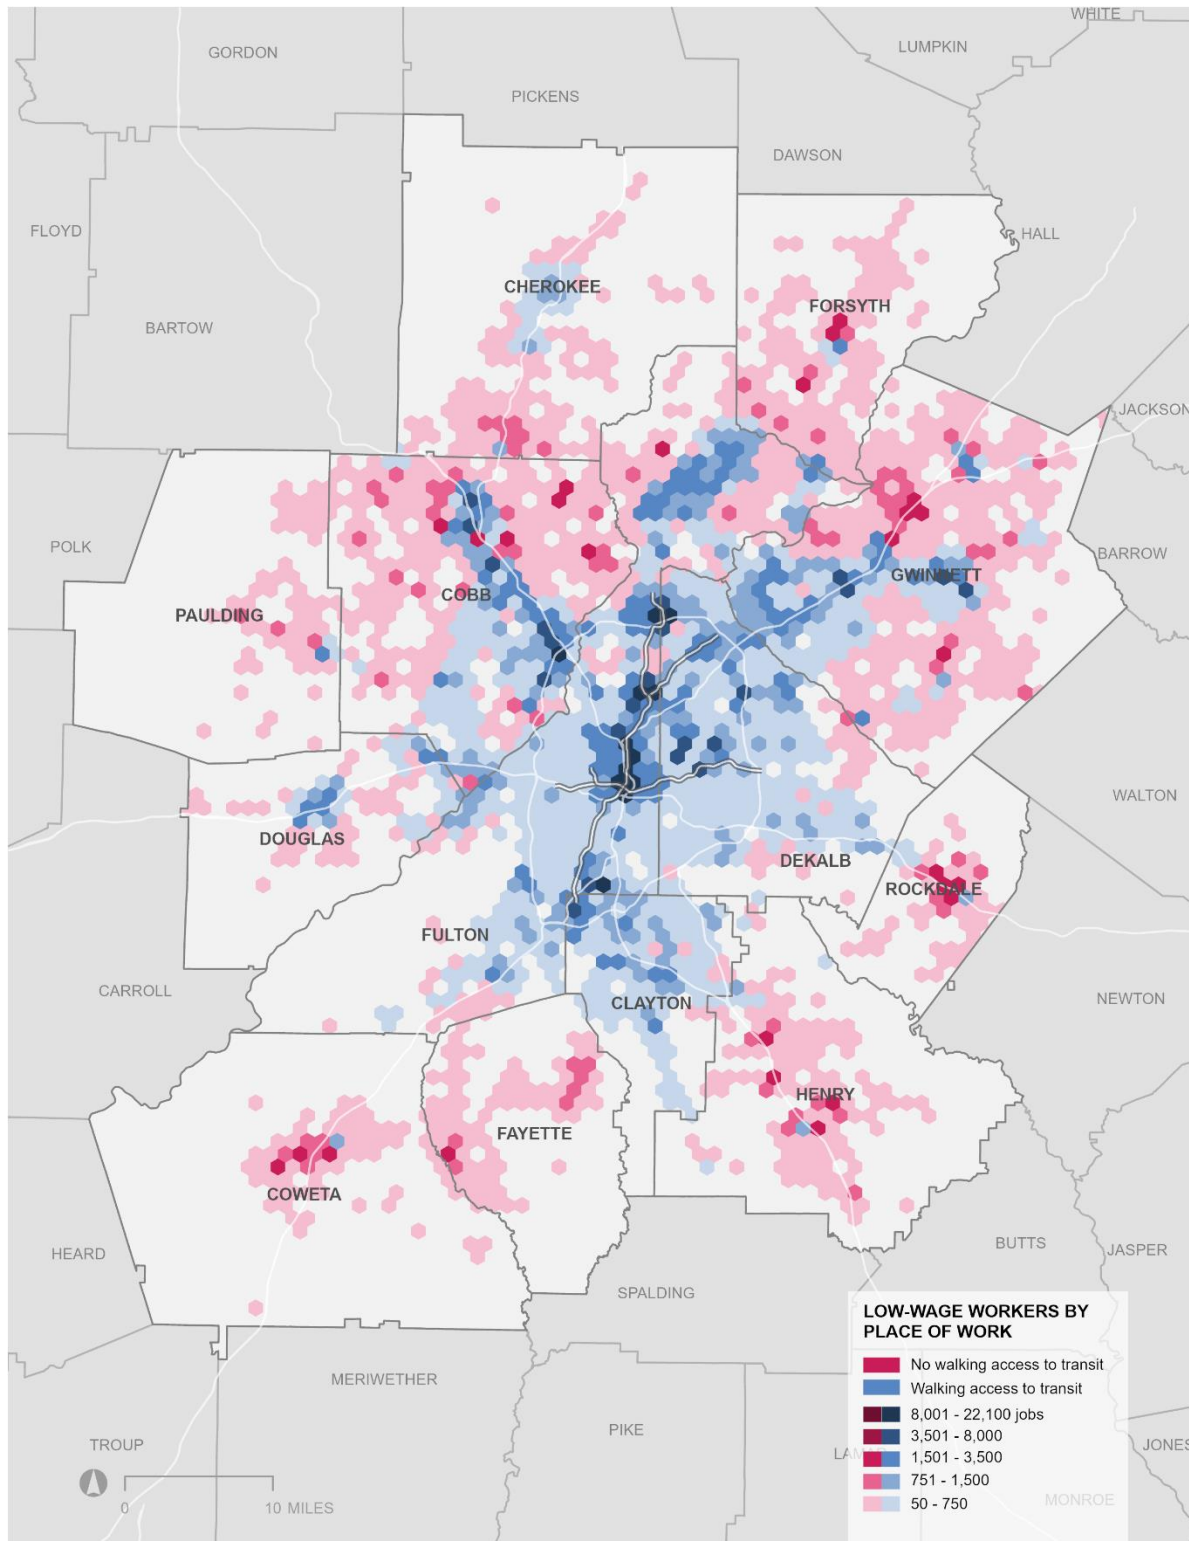 WHITE
LUMPKIN
GORDON
PICKENS
DAWSON
FLOYD
HALL
CHEROKEE
FORSYTH
BARTOW
JACKSON
POLK
BARROW
GWINNETT
COBB
PAULDING
WALTON
DOUGLAS
DEKALB
ROCKDALE
FULTON
CARROLL
NEWTON
CLAYTON
HENRY
FAYETTE
COWETA
BUTTS
JASPER
HEARD
SPALDING
LOW-WAGE WORKERS BY
PLACE OF WORK
No walking access to transit
Walking access to transit
8,001 - 22,100 jobs
3,501 - 8,000
1,501 - 3,500
751 - 1,500
50 - 750
MERIWETHER
PIKE
TROUP
LAMAR
JONES
MONROE
0 10 MILES